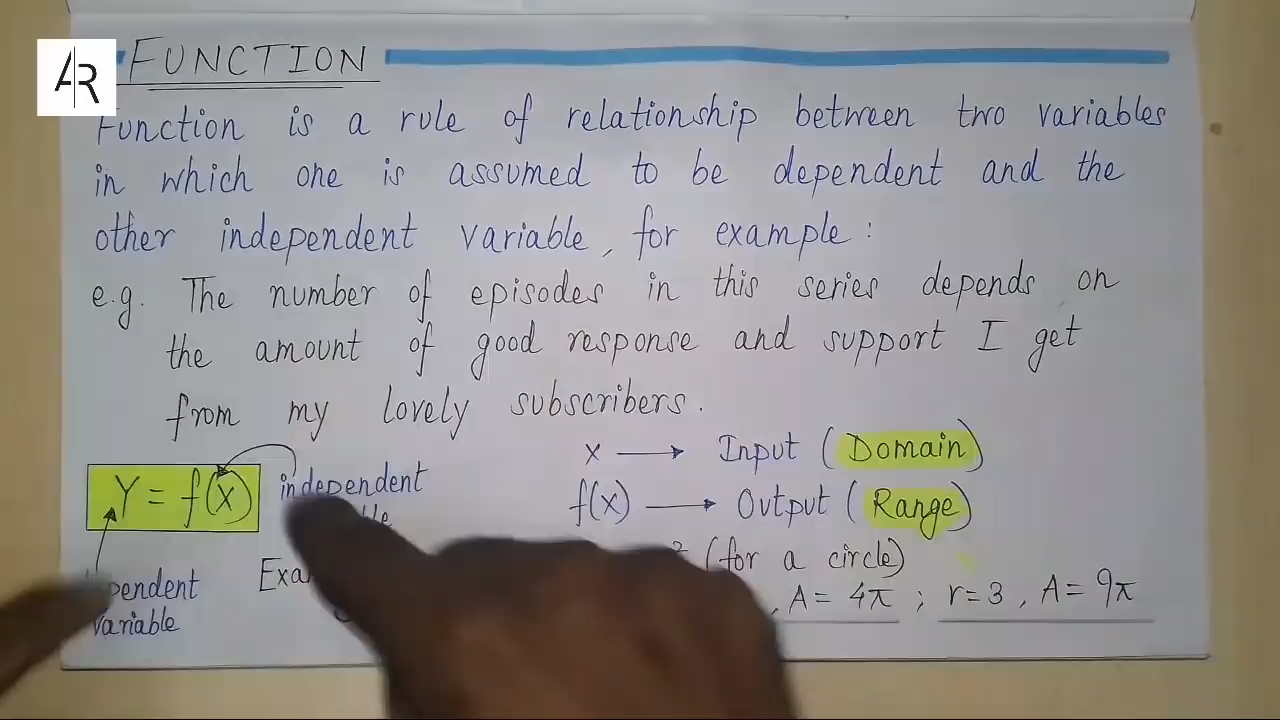 AR
FUNCTION
Function is a rule of relationship between two variables
in which one is assumed to be dependent and the
other independent variable, for example:
e.g. The number of episodes in this series depends on
the amount of good response and support I get
from my lovely subscribers.
x → Input (Domain)
Y = f(x)
independent
f(x) → Output (Range)
(for a circle)
A = 4π ; r=3, A = 9π
variable